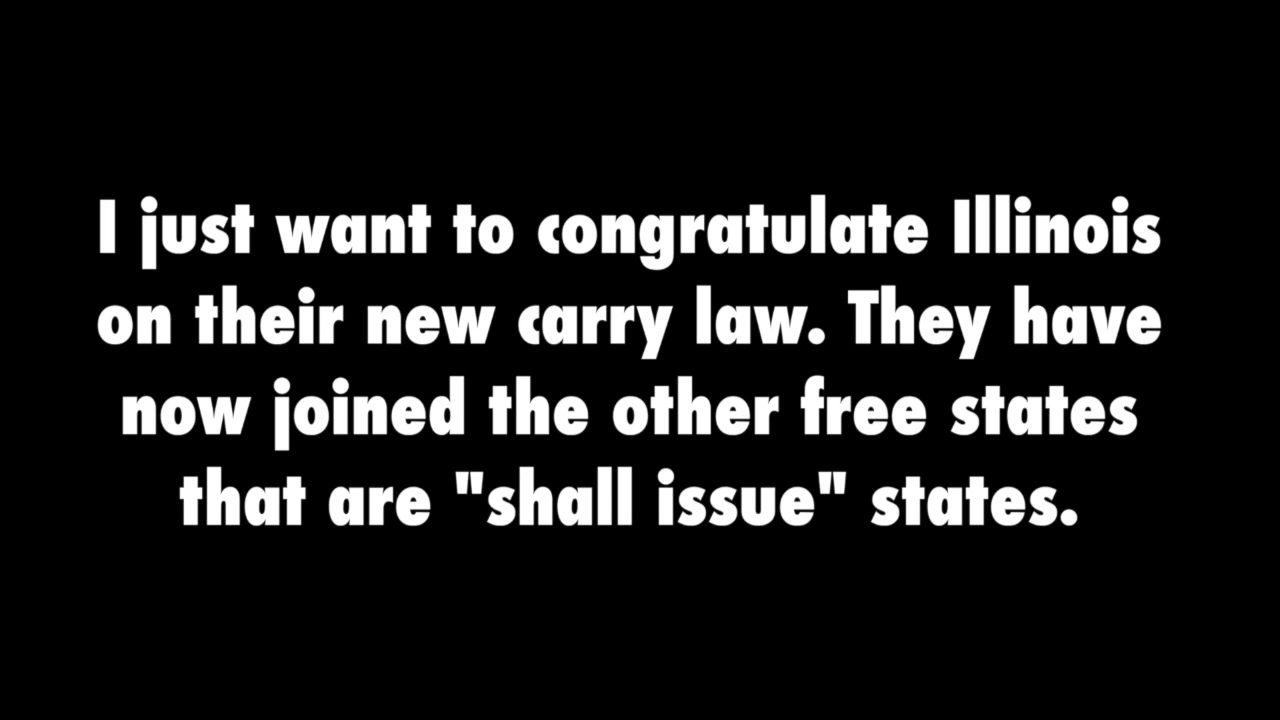 I just want to congratulate Illinois
on their new carry law. They have
now joined the other free states
that are "shall issue" states.